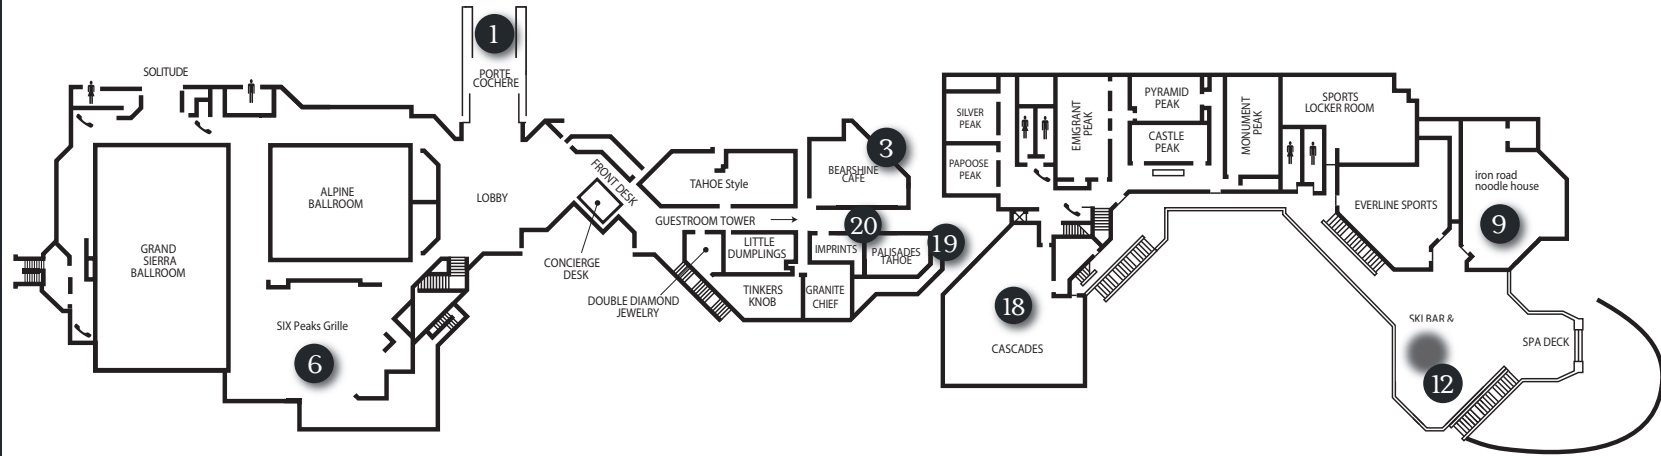 1
PORTE
COCHERE
SOLITUDE
GRAND
SIERRA
BALLROOM
ALPINE
BALLROOM
SIX Peaks Grille
6
LOBBY
FRONT DESK
CONCIERGE
DESK
TAHOE Style
GUESTROOM TOWER
DOUBLE DIAMOND
JEWELRY
LITTLE
DUMPLINGS
TINKERS
KNOB
GRANITE
CHIEF
IMPRINTS
PALISADES
TAHOE
3
BEARSHINE
CAFE
20
19
SILVER
PEAK
PAPOOSE
PEAK
EMIGRANT
PEAK
PYRAMID
PEAK
CASTLE
PEAK
MONUMENT
PEAK
SPORTS
LOCKER ROOM
EVERLINE SPORTS
iron road
noodle house
9
18
CASCADES
SKI BAR &
12
SPA DECK